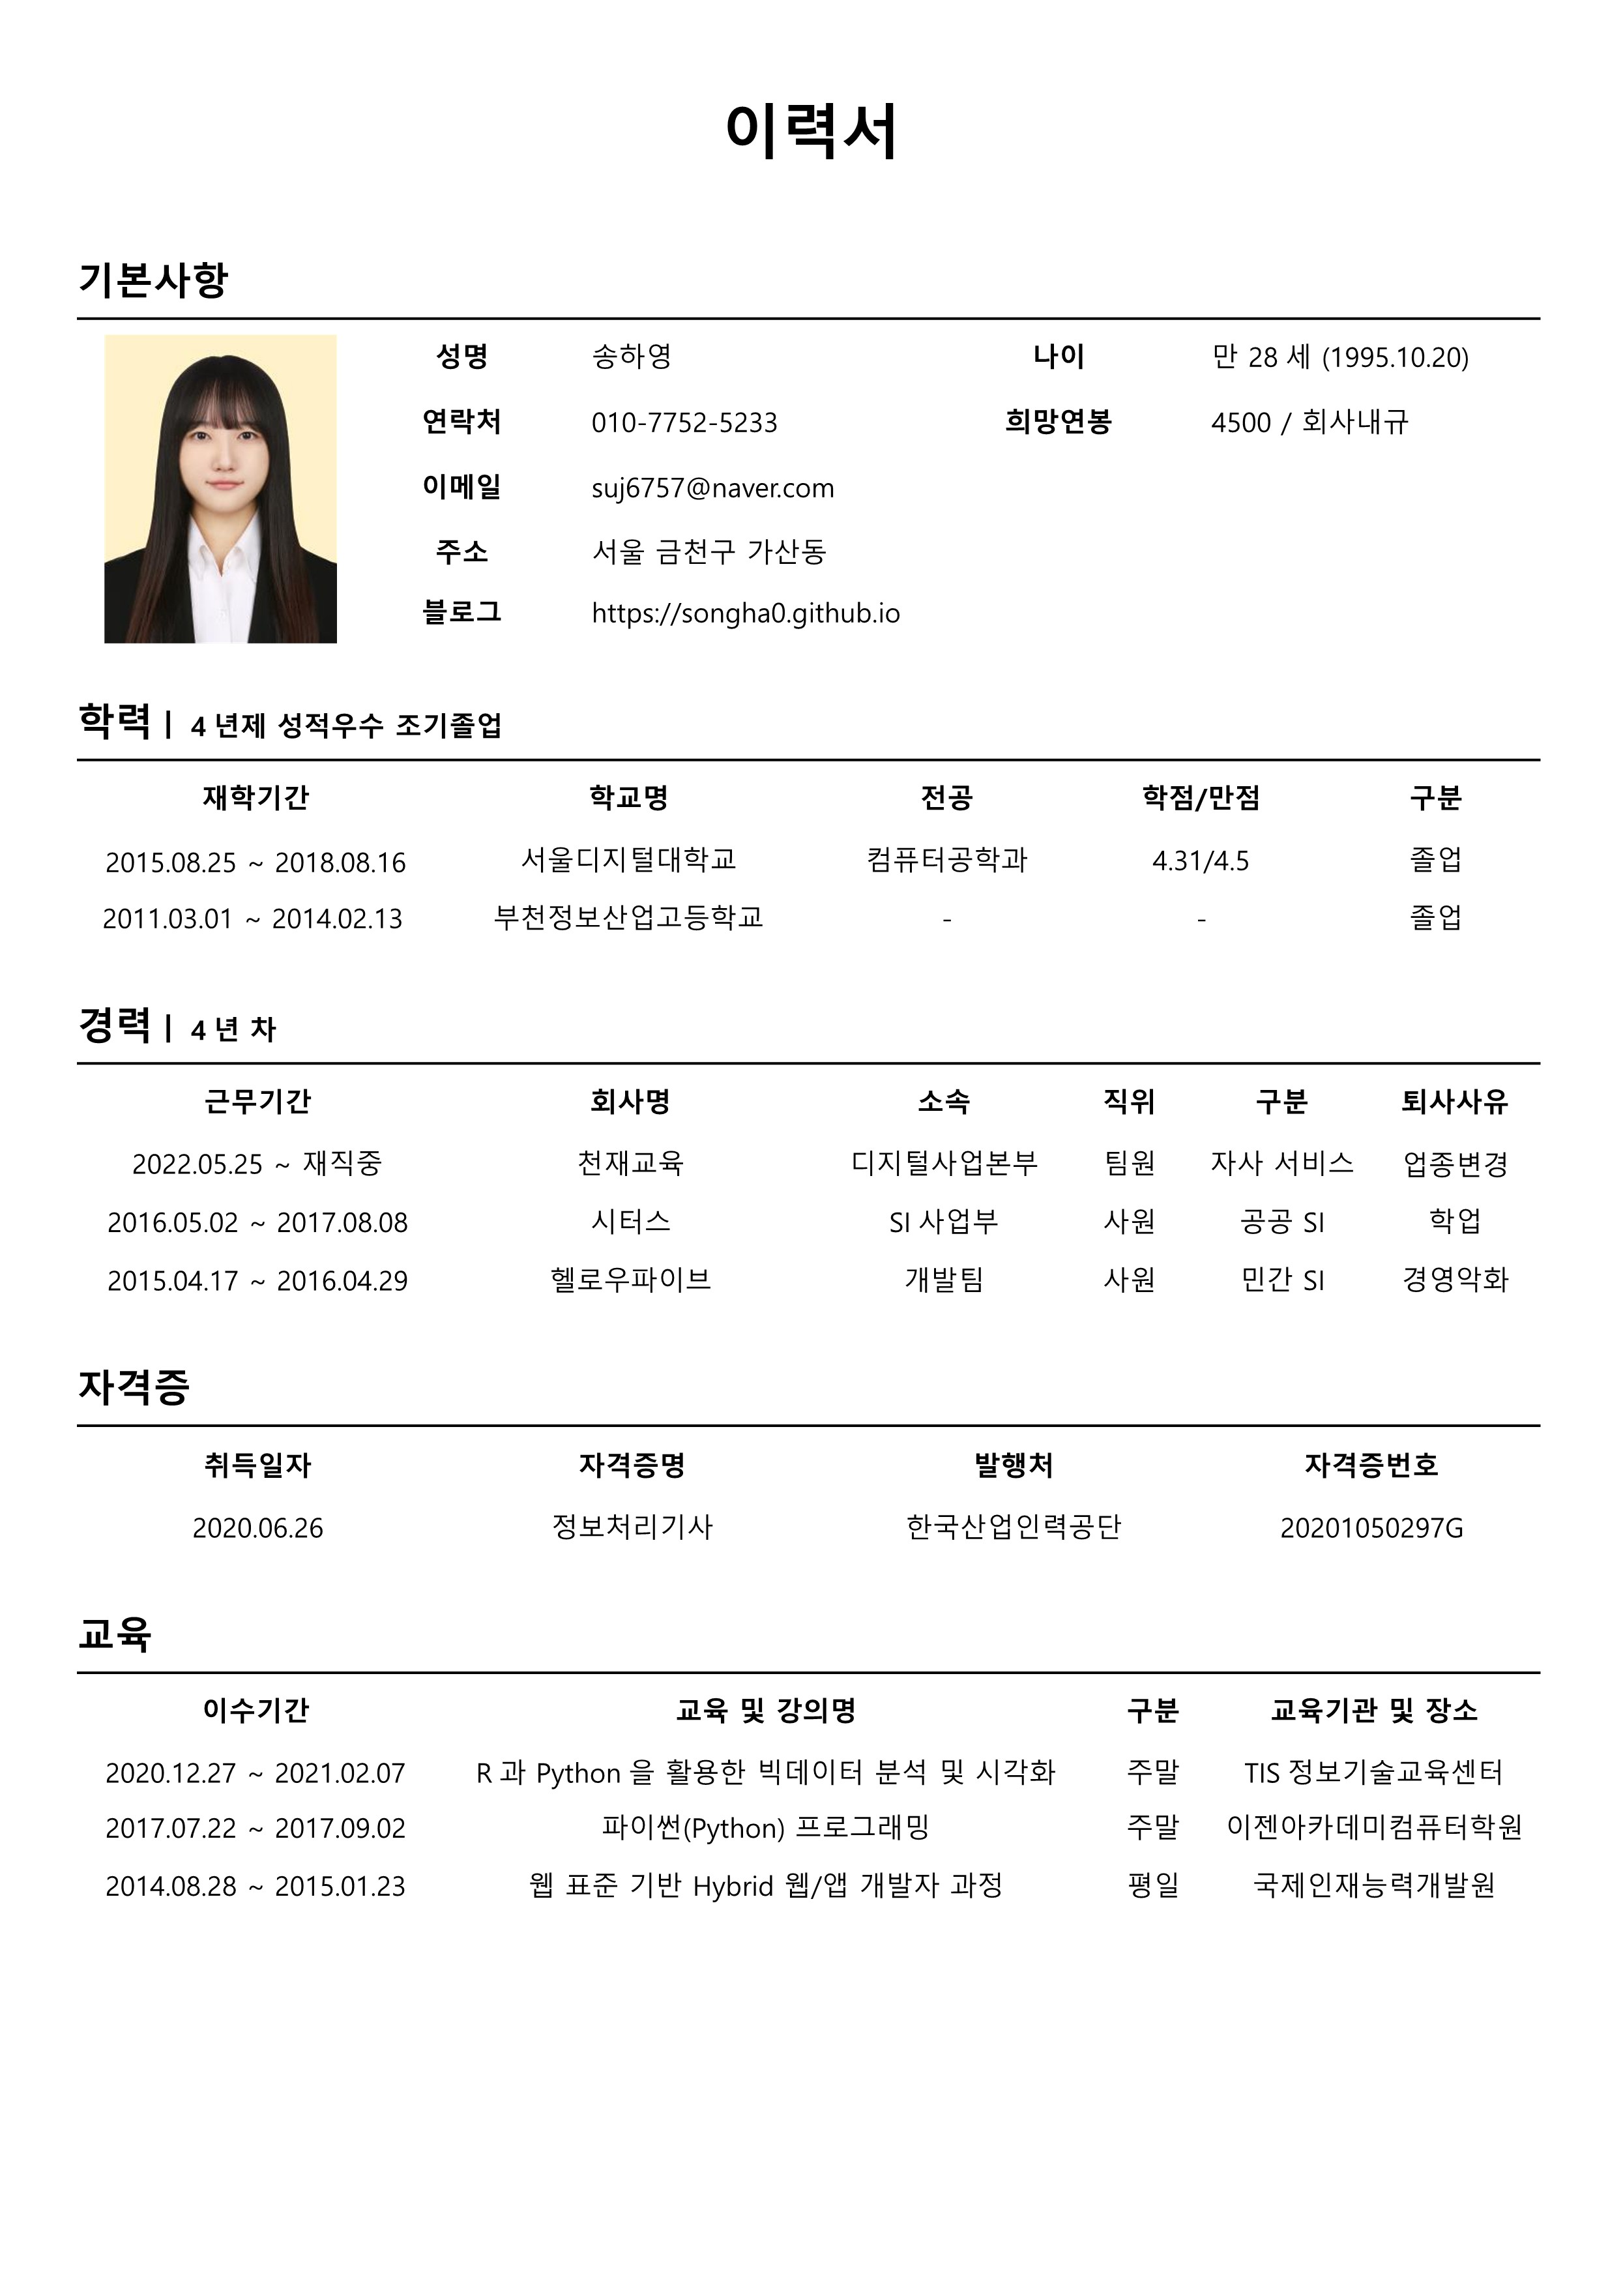 이력서
기본사항
성명 송하영 나이 만 28 세 (1995.10.20)
연락처 010-7752-5233 희망연봉 4500 / 회사내규
이메일 suj6757@naver.com
주소 서울 금천구 가산동
블로그 https://songha0.github.io
학력 | 4 년제 성적우수 조기졸업
재학기간 학교명 전공 학점/만점 구분
2015.08.25 ~ 2018.08.16 서울디지털대학교 컴퓨터공학과 4.31/4.5 졸업
2011.03.01 ~ 2014.02.13 부천정보산업고등학교 - - 졸업
경력 | 4 년 차
근무기간 회사명 소속 직위 구분 퇴사사유
2022.05.25 ~ 재직중 천재교육 디지털사업본부 팀원 자사 서비스 업종변경
2016.05.02 ~ 2017.08.08 시터스 SI 사업부 사원 공공 SI 학업
2015.04.17 ~ 2016.04.29 헬로우파이브 개발팀 사원 민간 SI 경영악화
자격증
취득일자 자격증명 발행처 자격증번호
2020.06.26 정보처리기사 한국산업인력공단 20201050297G
교육
이수기간 교육 및 강의명 구분 교육기관 및 장소
2020.12.27 ~ 2021.02.07 R 과 Python 을 활용한 빅데이터 분석 및 시각화 주말 TIS 정보기술교육센터
2017.07.22 ~ 2017.09.02 파이썬(Python) 프로그래밍 주말 이젠아카데미컴퓨터학원
2014.08.28 ~ 2015.01.23 웹 표준 기반 Hybrid 웹/앱 개발자 과정 평일 국제인재능력개발원